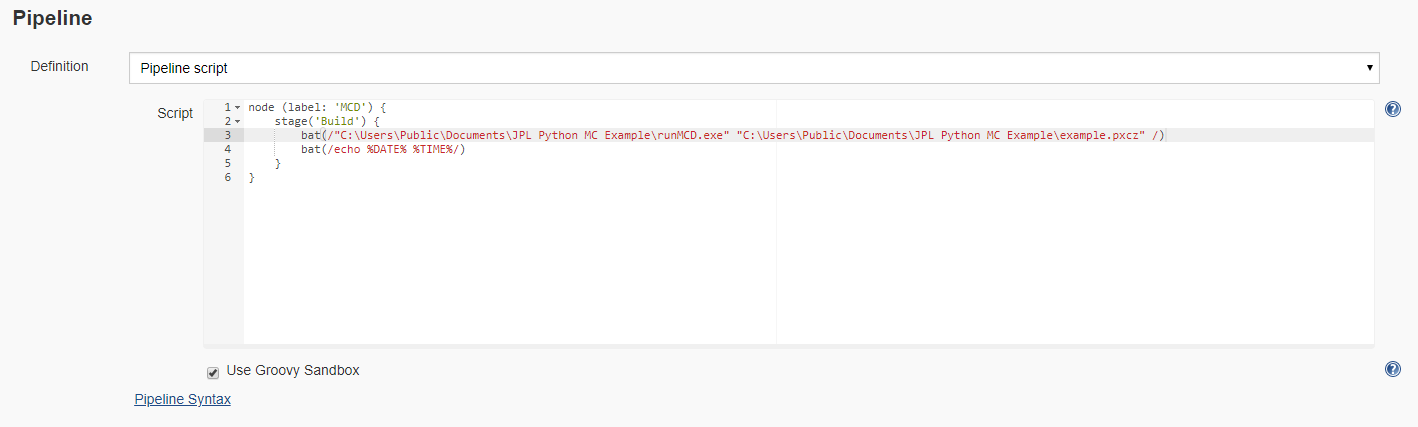 Pipeline
Definition
Pipeline script
Script
1 node (label: 'MCD') {
2 stage('Build') {
3 bat(/"C:\Users\Public\Documents\JPL Python MC Example\runMCD.exe" "C:\Users\Public\Documents\JPL Python MC Example\example.pxcz" /)
4 bat(/echo %DATE% %TIME%/)
5 }
6 }
Use Groovy Sandbox
Pipeline Syntax